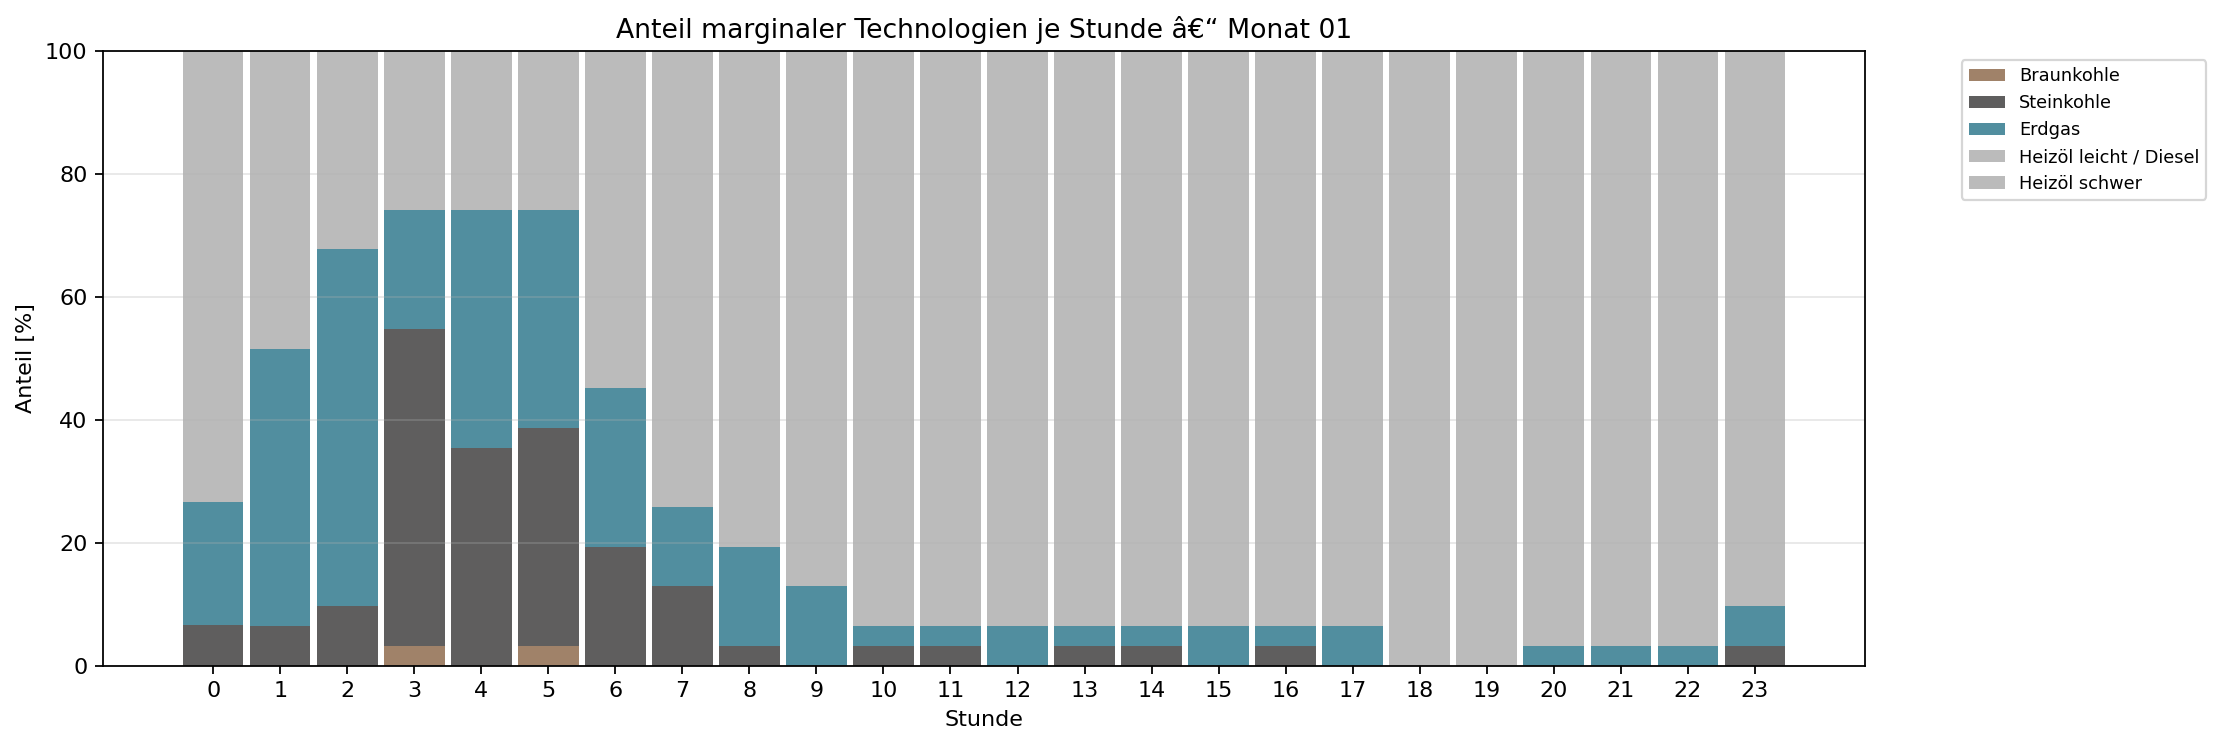 Anteil marginaler Technologien je Stunde â€“ Monat 01
Anteil [%]
100
80
60
40
20
0
0 1 2 3 4 5 6 7 8 9 10 11 12 13 14 15 16 17 18 19 20 21 22 23
Stunde
Braunkohle
Steinkohle
Erdgas
Heizöl leicht / Diesel
Heizöl schwer